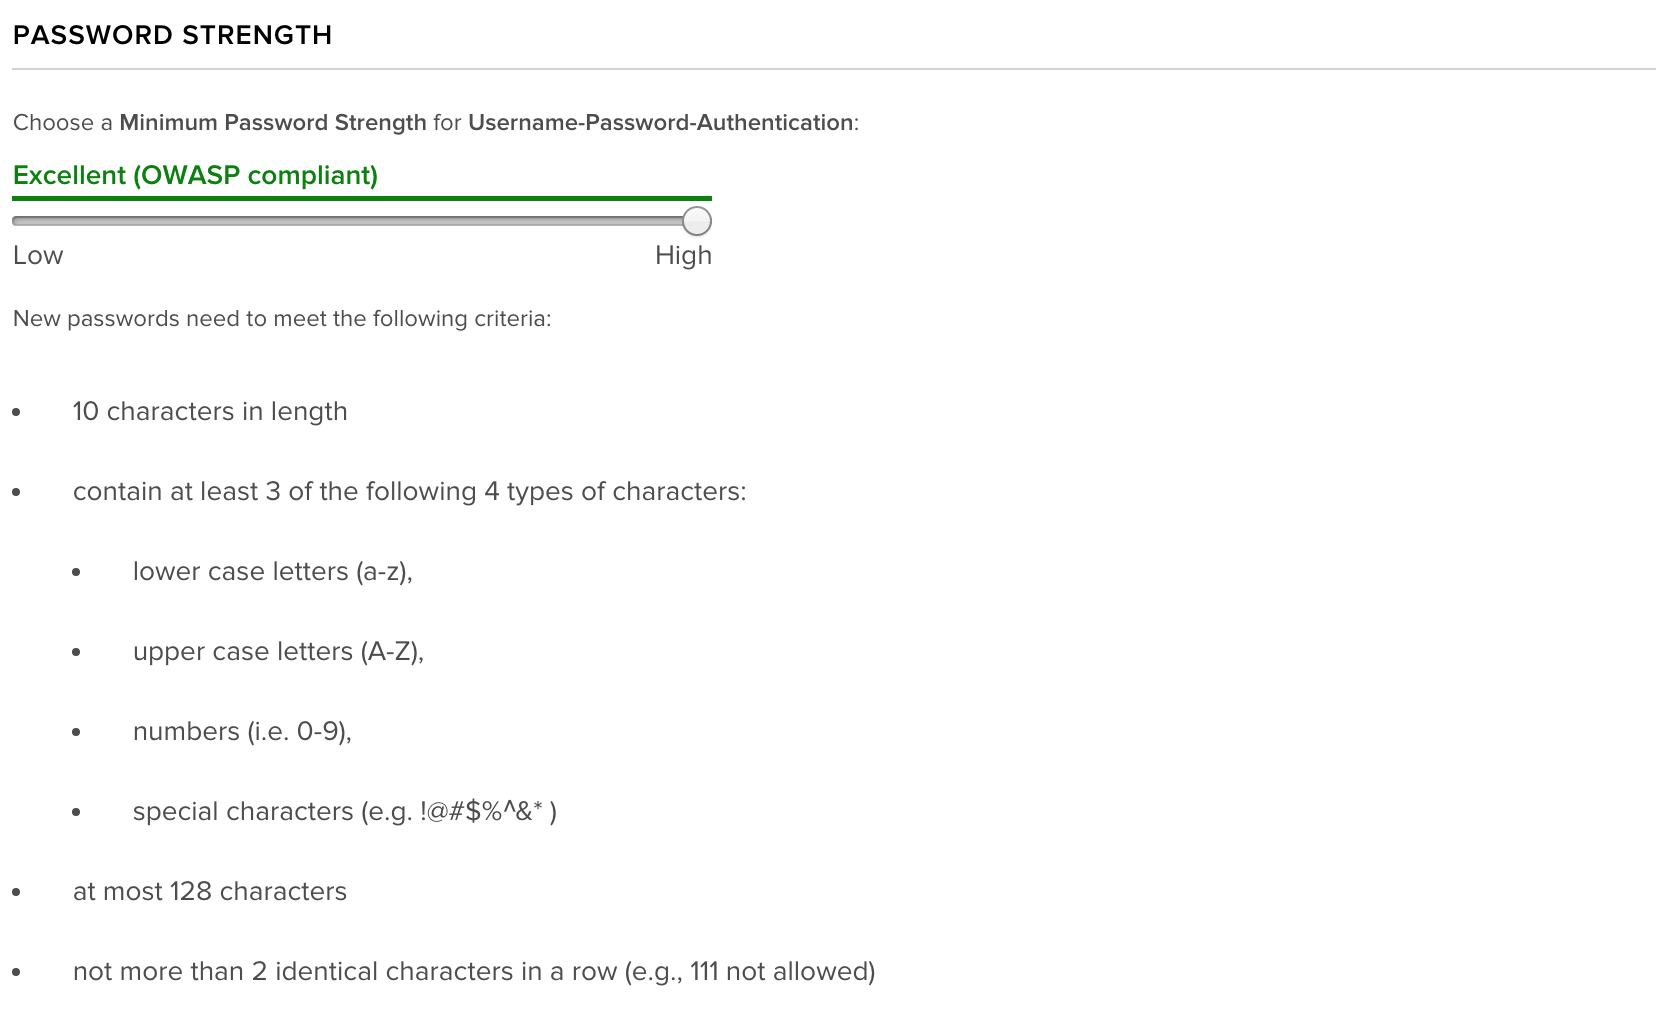 PASSWORD STRENGTH
Choose a Minimum Password Strength for Username-Password-Authentication:
Excellent (OWASP compliant)
Low High
New passwords need to meet the following criteria:
• 10 characters in length
• contain at least 3 of the following 4 types of characters:
• lower case letters (a-z),
• upper case letters (A-Z),
• numbers (i.e. 0-9),
• special characters (e.g. !@#$%^&* )
• at most 128 characters
• not more than 2 identical characters in a row (e.g., 111 not allowed)